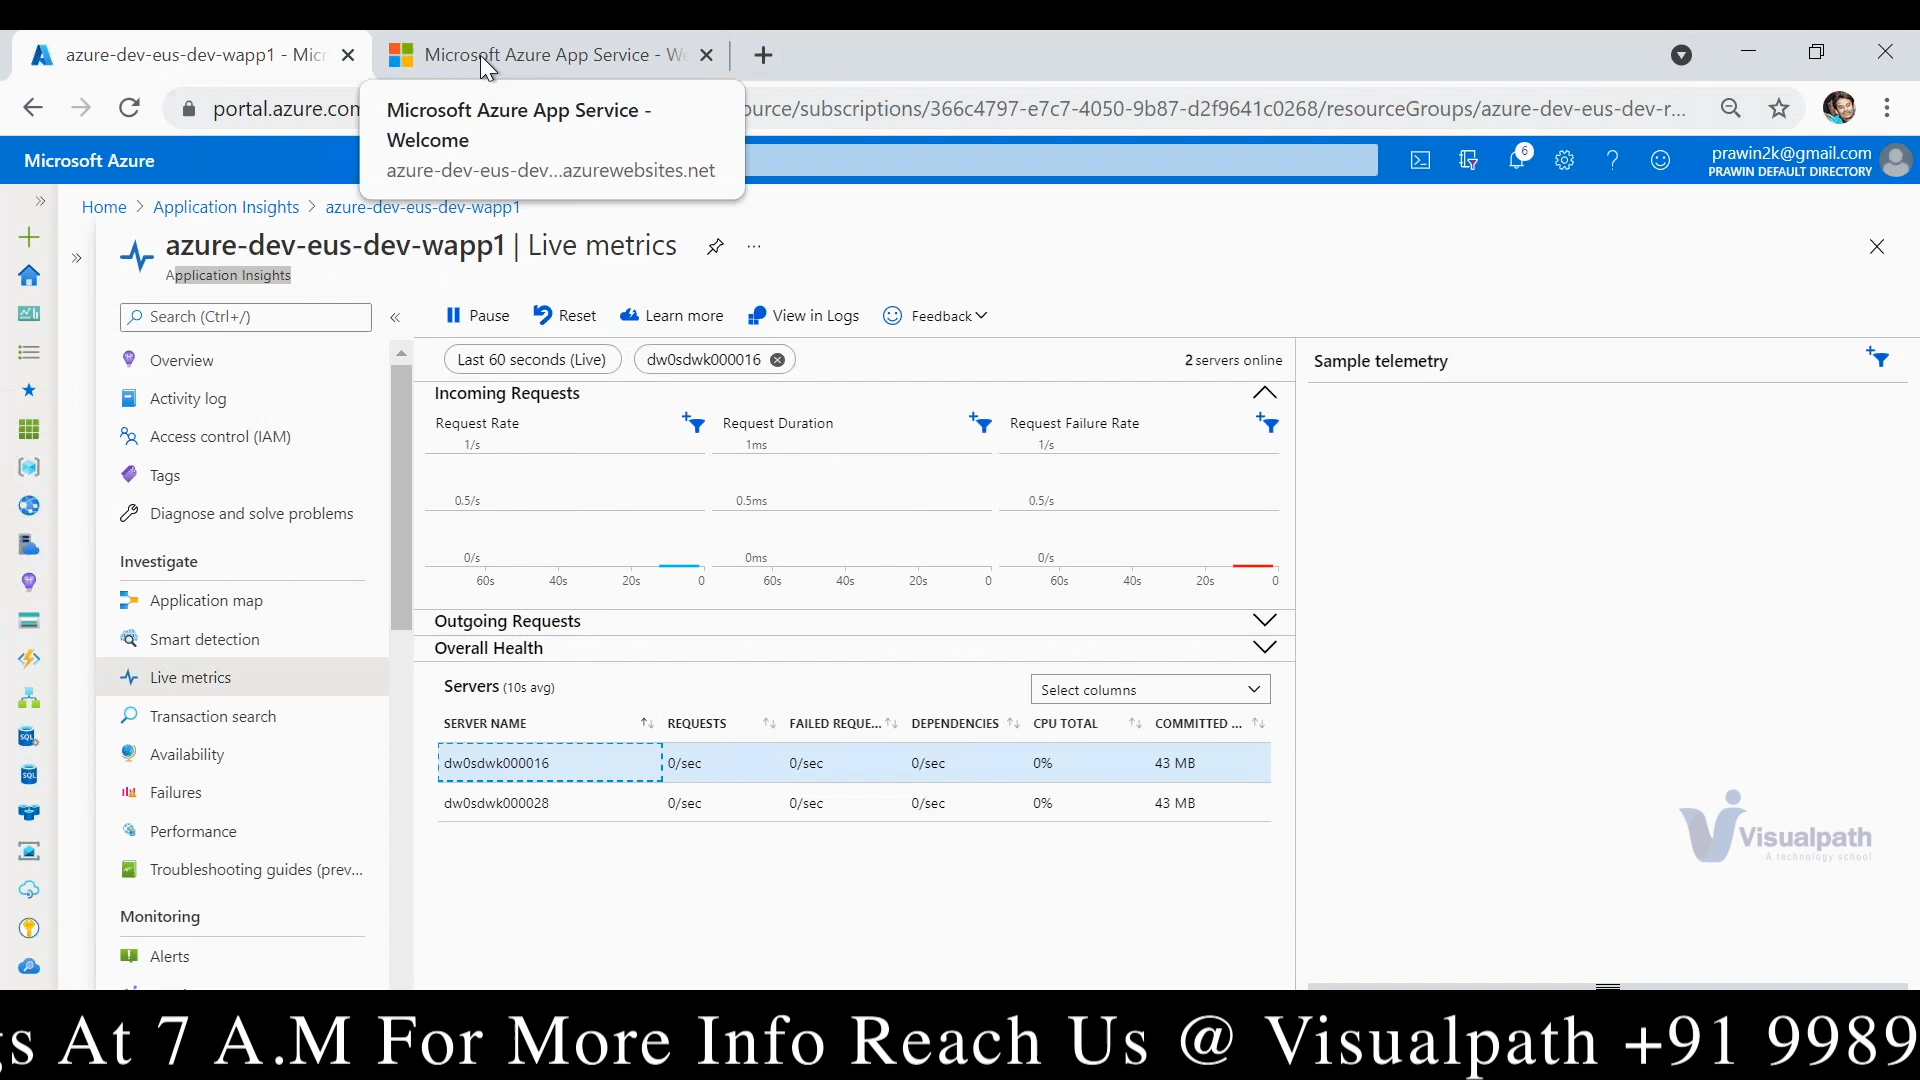 azure-dev-eus-dev-wapp1 - Micr
Microsoft Azure App Service - We
portal.azure.com
ource/subscriptions/366c4797-e7c7-4050-9b87-d2f9641c0268/resourceGroups/azure-dev-eus-dev-r...
Microsoft Azure App Service -
Welcome
azure-dev-eus-dev...azurewebsites.net
Microsoft Azure
6
prawin2k@gmail.com
PRAWIN DEFAULT DIRECTORY
Home > Application Insights > azure-dev-eus-dev-wapp1
azure-dev-eus-dev-wapp1 | Live metrics
Application Insights
Search (Ctrl+/)
Overview
Activity log
Access control (IAM)
Tags
Diagnose and solve problems
Investigate
Application map
Smart detection
Live metrics
Transaction search
Availability
Failures
Performance
Troubleshooting guides (prev...
Monitoring
Alerts
Pause Reset Learn more View in Logs Feedback
Last 60 seconds (Live) dw0sdwk000016 2 servers online
Incoming Requests
Request Rate Request Duration Request Failure Rate
1/s 1ms 1/s
0.5/s 0.5ms 0.5/s
0/s 0ms 0/s
60s 40s 20s 0 60s 40s 20s 0 60s 40s 20s 0
Outgoing Requests
Overall Health
Servers (10s avg) Select columns
SERVER NAME REQUESTS FAILED REQUE... DEPENDENCIES CPU TOTAL COMMITTED ...
dw0sdwk000016 0/sec 0/sec 0/sec 0% 43 MB
dw0sdwk000028 0/sec 0/sec 0/sec 0% 43 MB
Sample telemetry
Visualpath
A technology school
gs At 7 A.M For More Info Reach Us @ Visualpath +91 9989